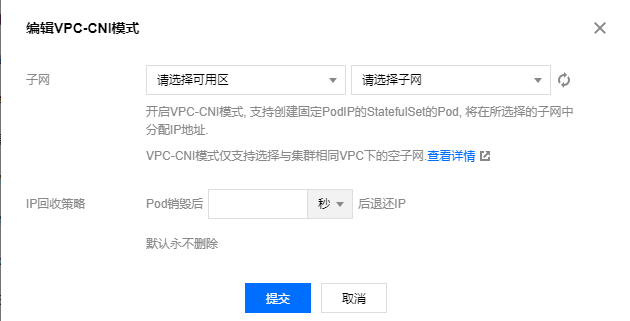 编辑VPC-CNI模式
子网 请选择可用区 请选择子网
开启VPC-CNI模式, 支持创建固定PodIP的StatefulSet的Pod, 将在所选择的子网中
分配IP地址.
VPC-CNI模式仅支持选择与集群相同VPC下的空子网.查看详情
IP回收策略 Pod销毁后 秒 后退还IP
默认永不删除
提交 取消